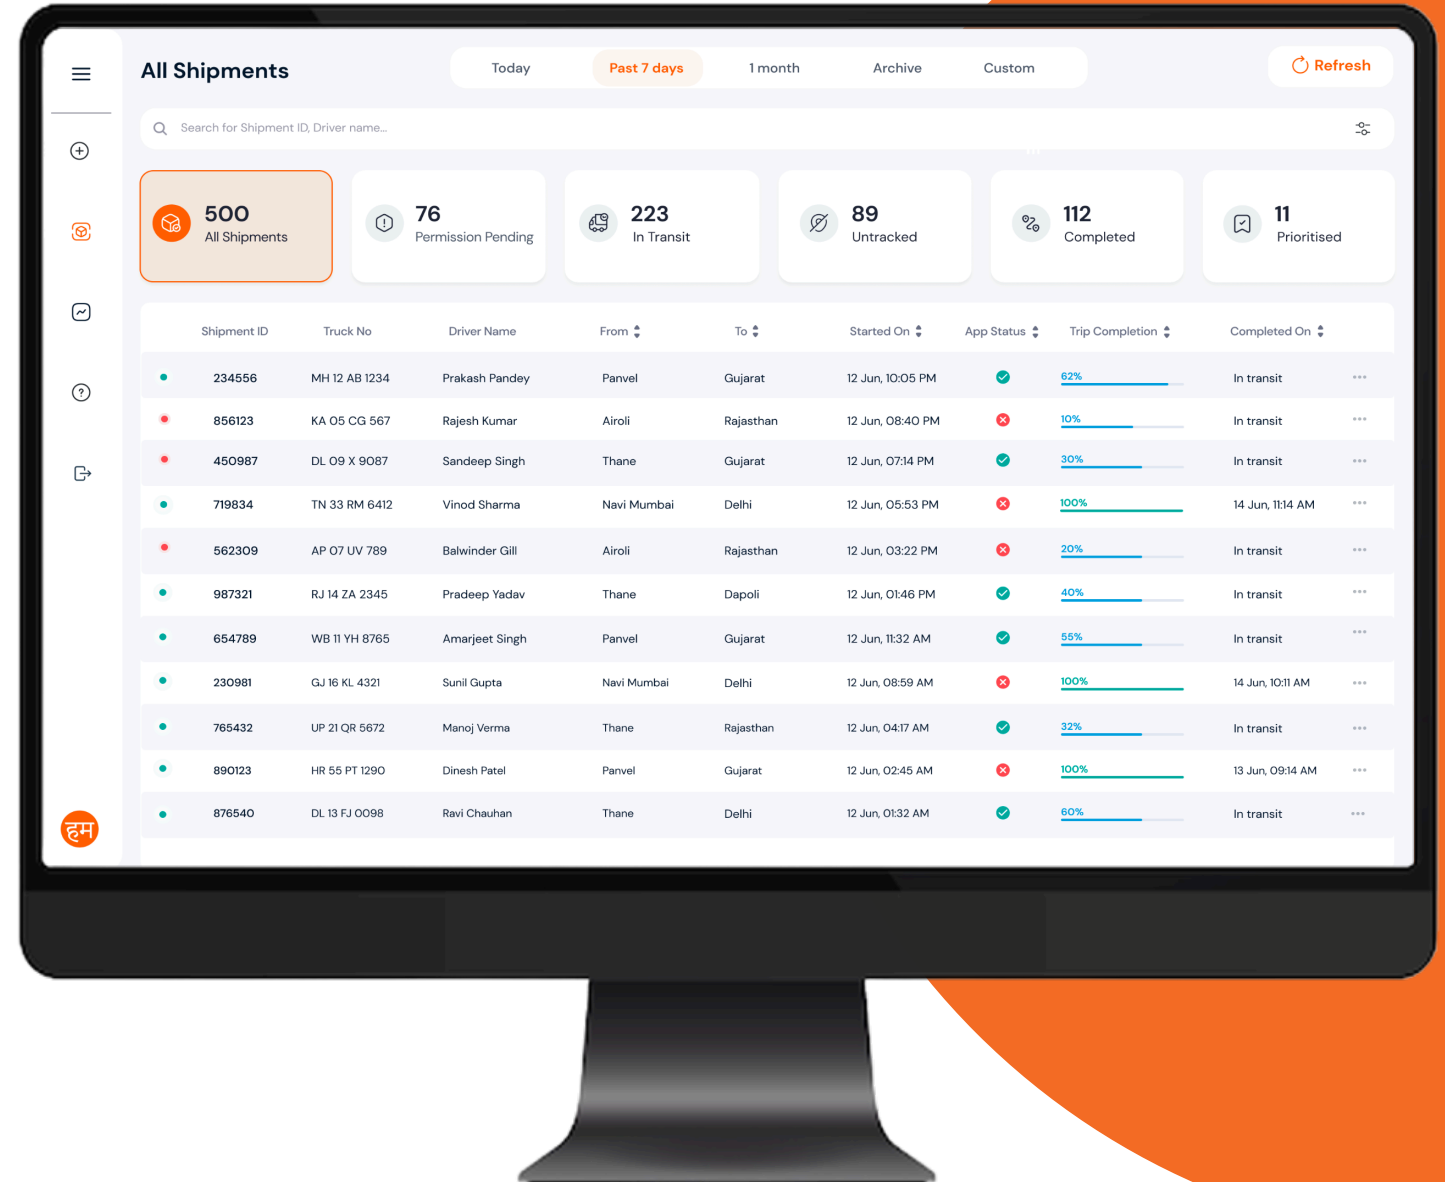 All Shipments
Today Past 7 days 1 month Archive Custom
Refresh
Search for Shipment ID, Driver name...
500 All Shipments
76 Permission Pending
223 In Transit
89 Untracked
112 Completed
11 Prioritised
Shipment ID Truck No Driver Name From To Started On App Status Trip Completion Completed On
234556 MH 12 AB 1234 Prakash Pandey Panvel Gujarat 12 Jun, 10:05 PM 62% In transit
856123 KA 05 CG 567 Rajesh Kumar Airoli Rajasthan 12 Jun, 08:40 PM 10% In transit
450987 DL 09 X 9087 Sandeep Singh Thane Gujarat 12 Jun, 07:14 PM 30% In transit
719834 TN 33 RM 6412 Vinod Sharma Navi Mumbai Delhi 12 Jun, 05:53 PM 100% 14 Jun, 11:14 AM
562309 AP 07 UV 789 Balwinder Gill Airoli Rajasthan 12 Jun, 03:22 PM 20% In transit
987321 RJ 14 ZA 2345 Pradeep Yadav Thane Dapoli 12 Jun, 01:46 PM 40% In transit
654789 WB 11 YH 8765 Amarjeet Singh Panvel Gujarat 12 Jun, 11:32 AM 55% In transit
230981 GJ 16 KL 4321 Sunil Gupta Navi Mumbai Delhi 12 Jun, 08:59 AM 100% 14 Jun, 10:11 AM
765432 UP 21 QR 5672 Manoj Verma Thane Rajasthan 12 Jun, 04:17 AM 32% In transit
890123 HR 55 PT 1290 Dinesh Patel Panvel Gujarat 12 Jun, 02:45 AM 100% 13 Jun, 09:14 AM
876540 DL 13 FJ 0098 Ravi Chauhan Thane Delhi 12 Jun, 01:32 AM 60% In transit
हम